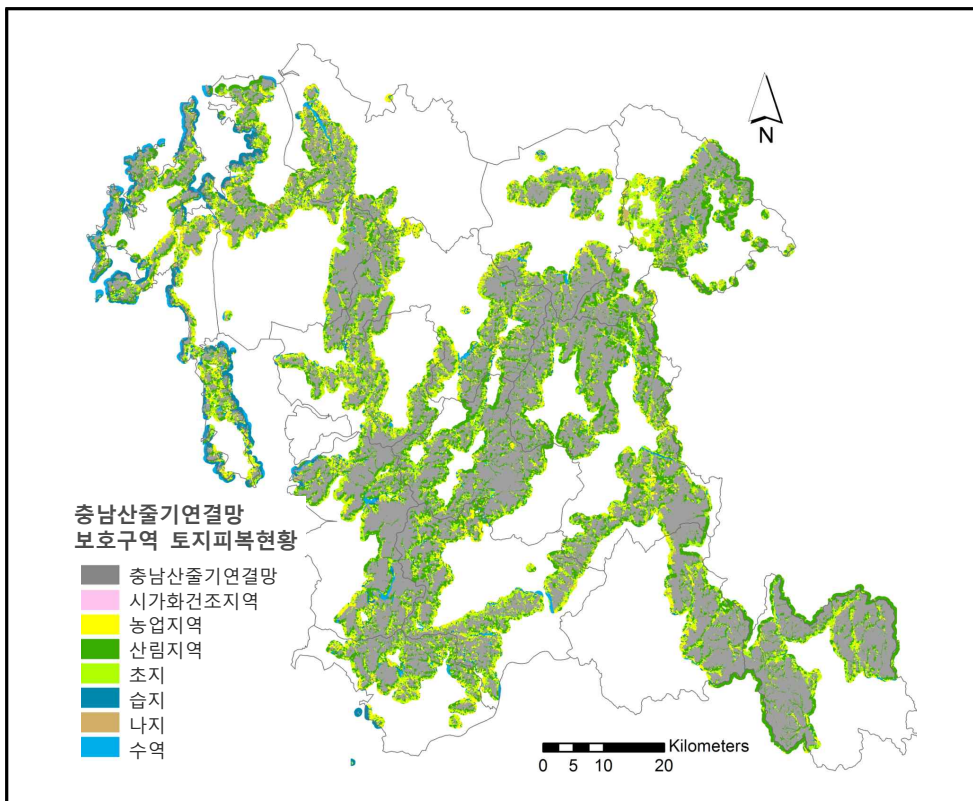 N
충남산줄기연결망
보호구역 토지피복현황
충남산줄기연결망
시가화건조지역
농업지역
산림지역
초지
습지
나지
수역
Kilometers
0 5 10 20